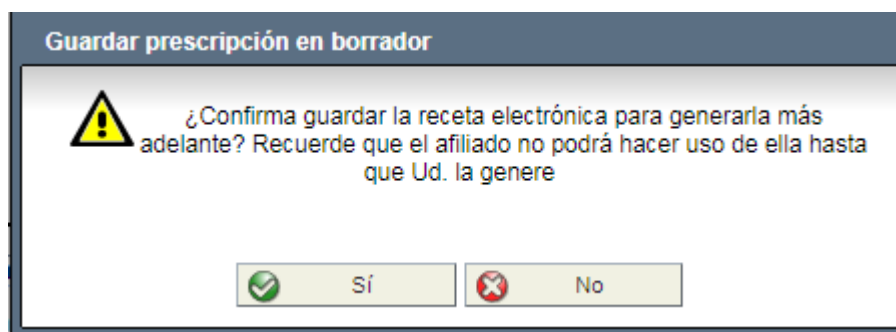 Guardar prescripción en borrador
¿Confirma guardar la receta electrónica para generarla más
adelante? Recuerde que el afiliado no podrá hacer uso de ella hasta
que Ud. la genere
Sí
No